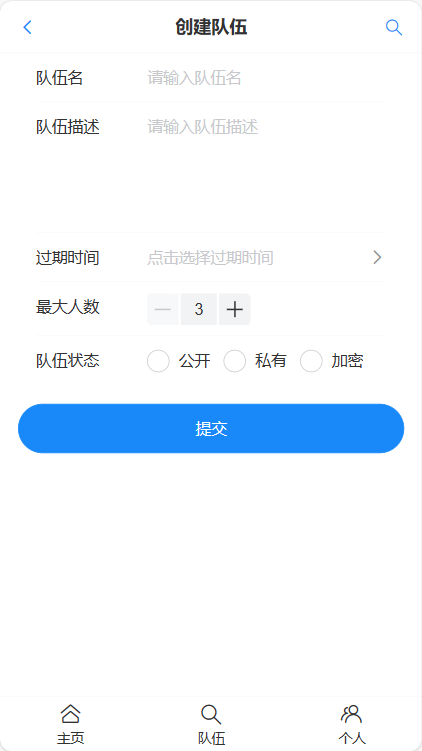 创建队伍
队伍名 请输入队伍名
队伍描述 请输入队伍描述
过期时间 点击选择过期时间
最大人数 3
队伍状态 公开 私有 加密
提交
主页 队伍 个人